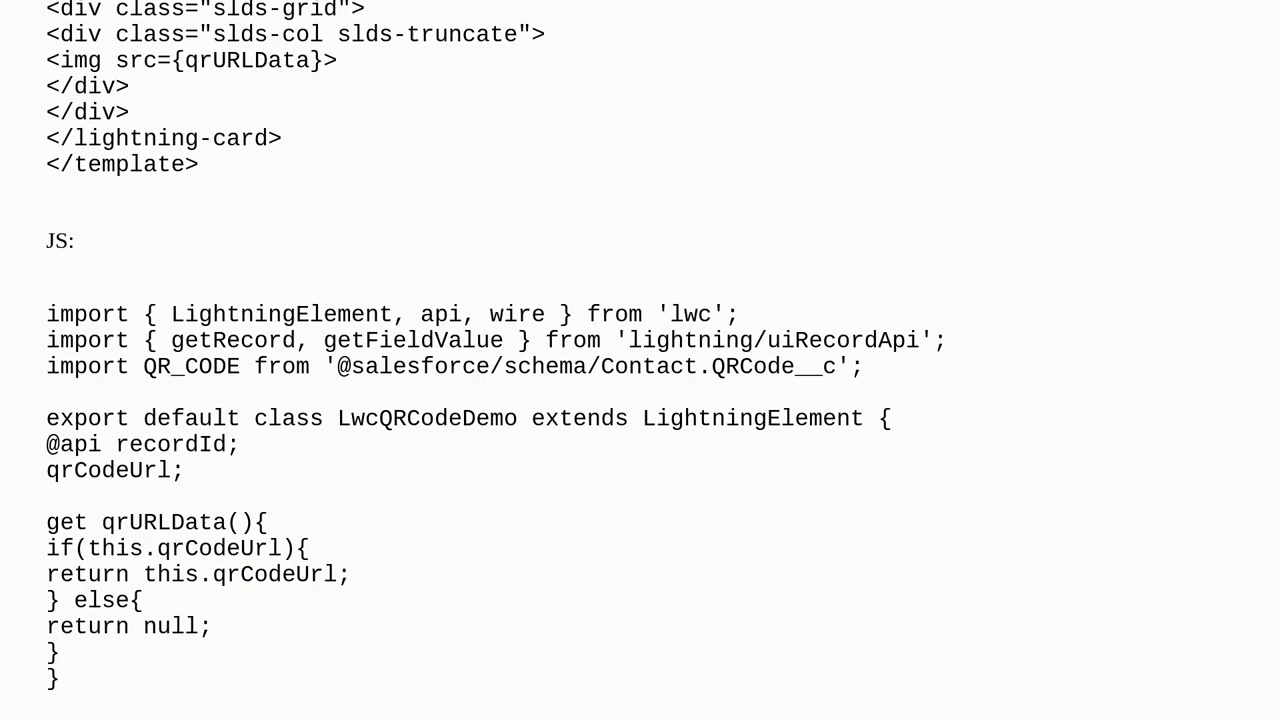 <div class="slds-grid">
<div class="slds-col slds-truncate">
<img src={qrURLData}>
</div>
</div>
</lightning-card>
</template>
JS:
import { LightningElement, api, wire } from 'lwc';
import { getRecord, getFieldValue } from 'lightning/uiRecordApi';
import QR_CODE from '@salesforce/schema/Contact.QRCode__c';
export default class LwcQRCodeDemo extends LightningElement {
@api recordId;
qrCodeUrl;
get qrURLData(){
if(this.qrCodeUrl){
return this.qrCodeUrl;
} else{
return null;
}
}